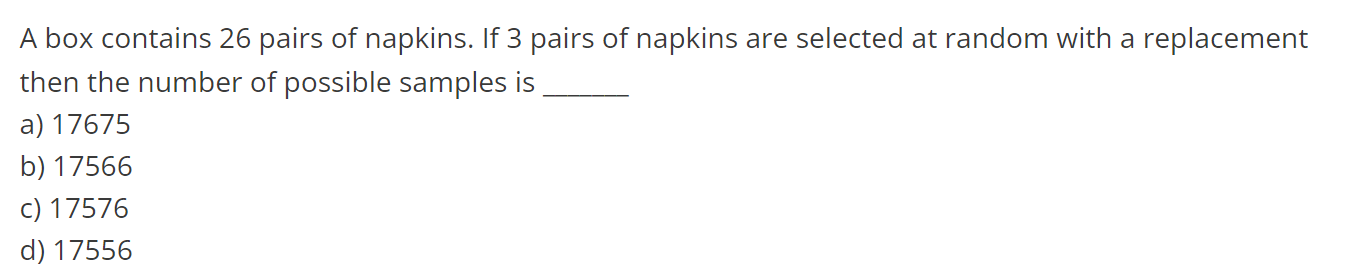 A box contains 26 pairs of napkins. If 3 pairs of napkins are selected at random with a replacement
then the number of possible samples is _______
a) 17675
b) 17566
c) 17576
d) 17556